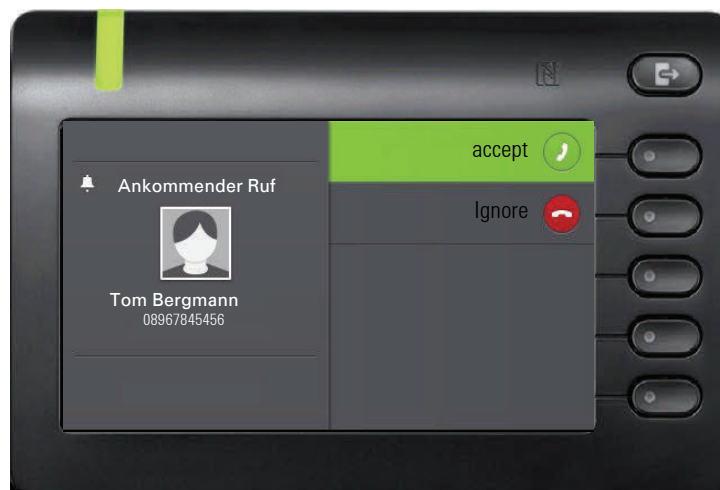 Ankommender Ruf
Tom Bergmann
08967845456
accept
Ignore